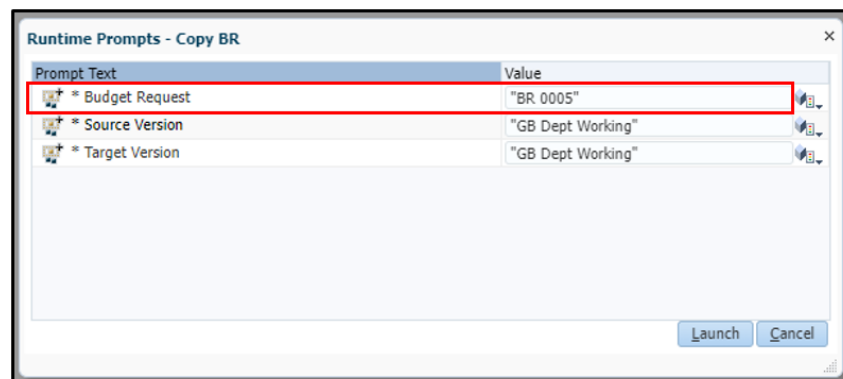 Runtime Prompts - Copy BR
Prompt Text Value
* Budget Request "BR 0005"
* Source Version "GB Dept Working"
* Target Version "GB Dept Working"
Launch Cancel